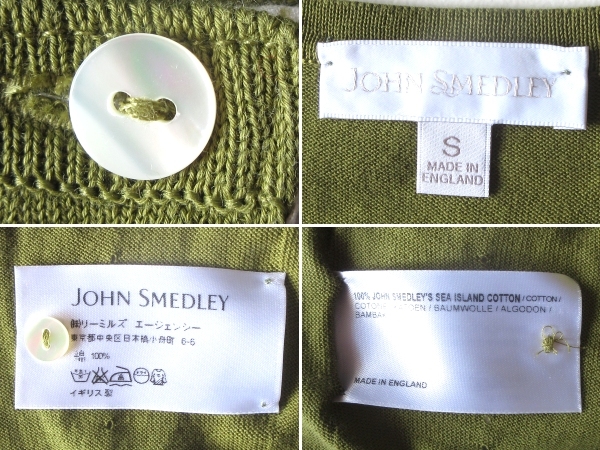 JOHN SMEDLEY
S
MADE IN
ENGLAND
JOHN SMEDLEY
㈱リーミルズ エージェンシー
東京都中央区日本橋小舟町 6-6
綿 100%
イギリス製
100% JOHN SMEDLEY'S SEA ISLAND COTTON / COTTON /
/ BAUMWOLLE / ALGODON /
MADE IN ENGLAND